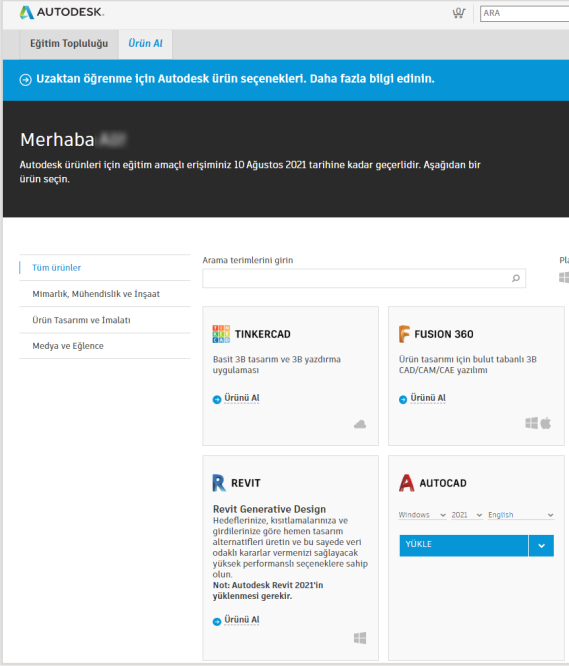 AUTODESK.
ARA
Eğitim Topluluğu
Ürün Al
Uzaktan öğrenme için Autodesk ürün seçenekleri. Daha fazla bilgi edinin.
Merhaba
Autodesk ürünleri için eğitim amaçlı erişiminiz 10 Ağustos 2021 tarihine kadar geçerlidir. Aşağıdan bir
ürün seçin.
Tüm ürünler
Mimarlık, Mühendislik ve İnşaat
Ürün Tasarımı ve İmalatı
Medya ve Eğlence
Arama terimlerini girin
TINKERCAD
Basit 3B tasarım ve 3B yazdırma
uygulaması
Ürünü Al
FUSION 360
Ürün tasarımı için bulut tabanlı 3B
CAD/CAM/CAE yazılımı
Ürünü Al
REVIT
Revit Generative Design
Hedeflerinize, kısıtlamalarınıza ve
girdilerinize göre hemen tasarım
alternatifleri üretin ve bu sayede veri
odaklı kararlar vermenizi sağlayacak
yüksek performanslı seçeneklere sahip
olun.
Not: Autodesk Revit 2021'in
yüklenmesi gerekir.
Ürünü Al
AUTOCAD
Windows 2021 English
YÜKLE